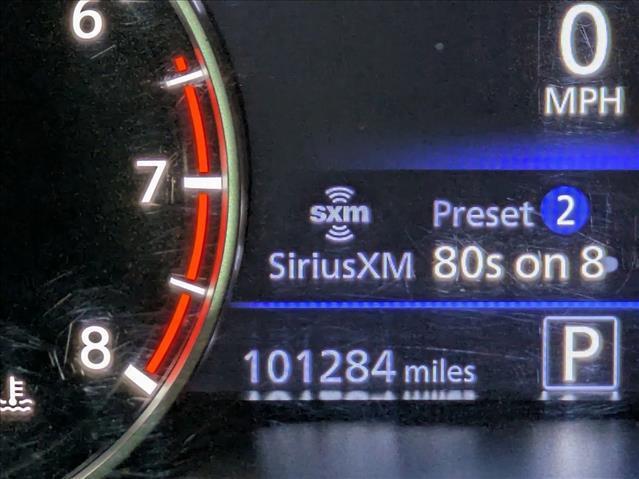 6
0
MPH
7
sxm
Preset 2
SiriusXM
80s on 8
8
101284 miles
P